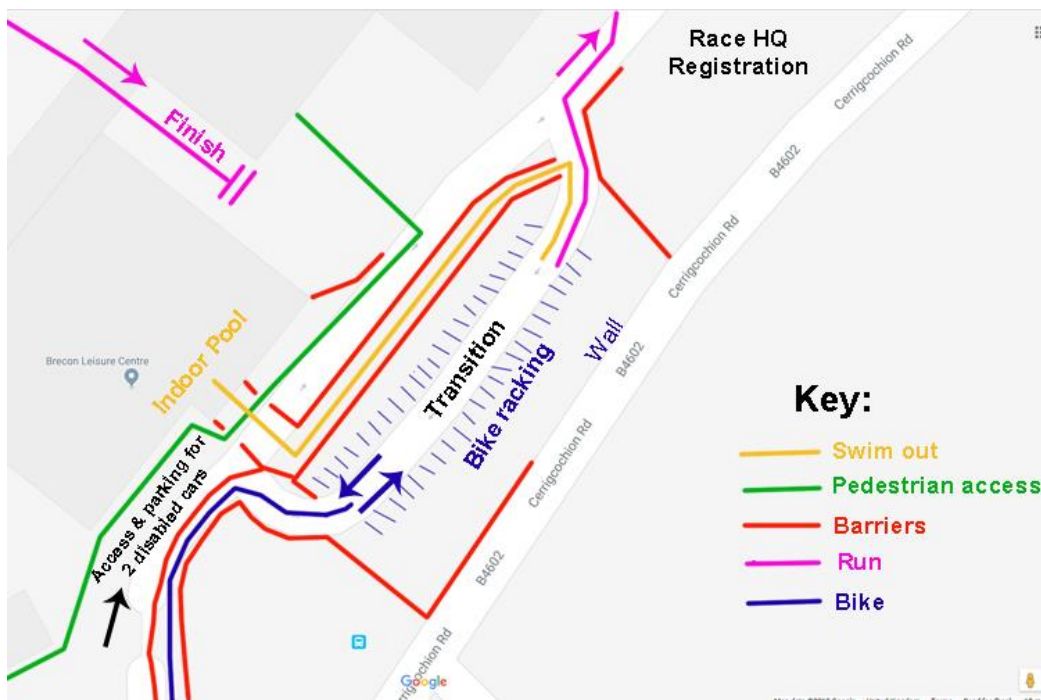 Race HQ
Registration
Finish
Cerrigcochion Rd
B4602
Cerrigcochion Rd
Cerrigcochion Rd
B4602
Wall
Indoor Pool
Brecon Leisure Centre
Transition
Bike racking
Cerrigcochion Rd
B4602
Cerrigcochion Rd
Access & parking for
2 disabled cars
Key:
Swim out
Pedestrian access
Barriers
Run
Bike
Google